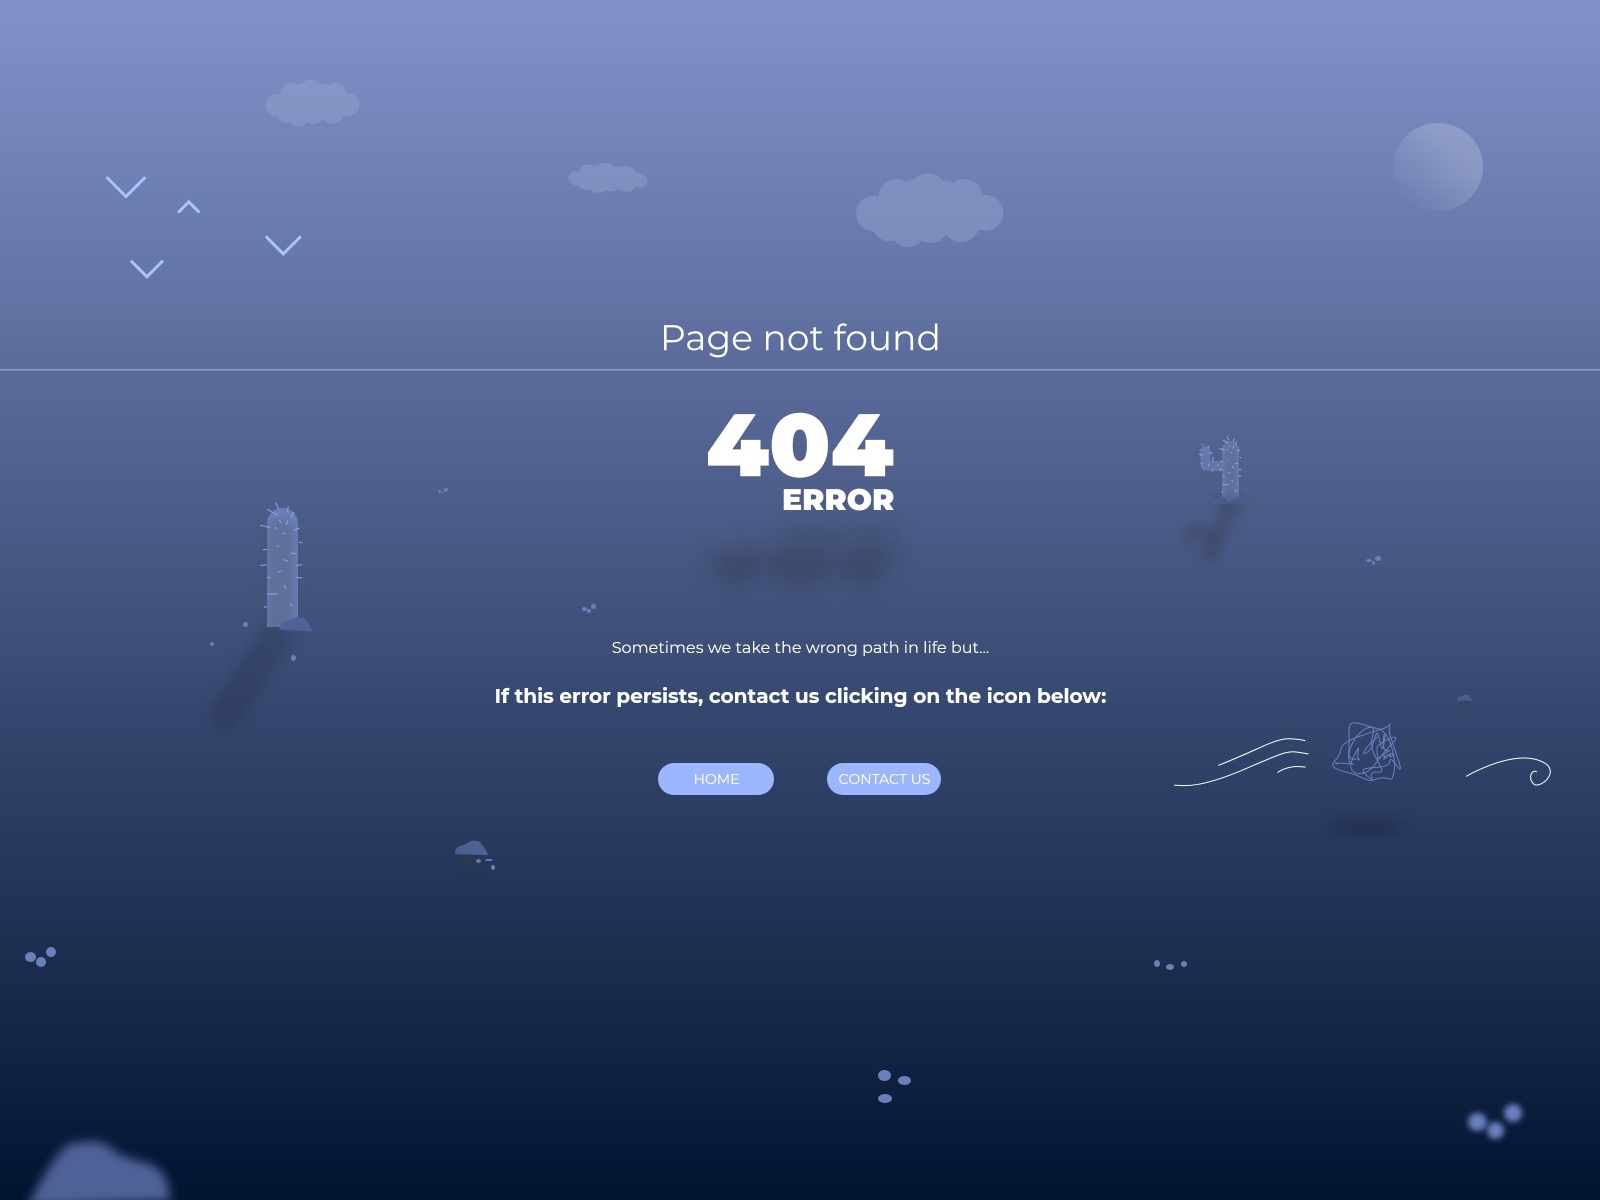 Page not found
404
ERROR
Sometimes we take the wrong path in life but...
If this error persists, contact us clicking on the icon below:
HOME CONTACT US